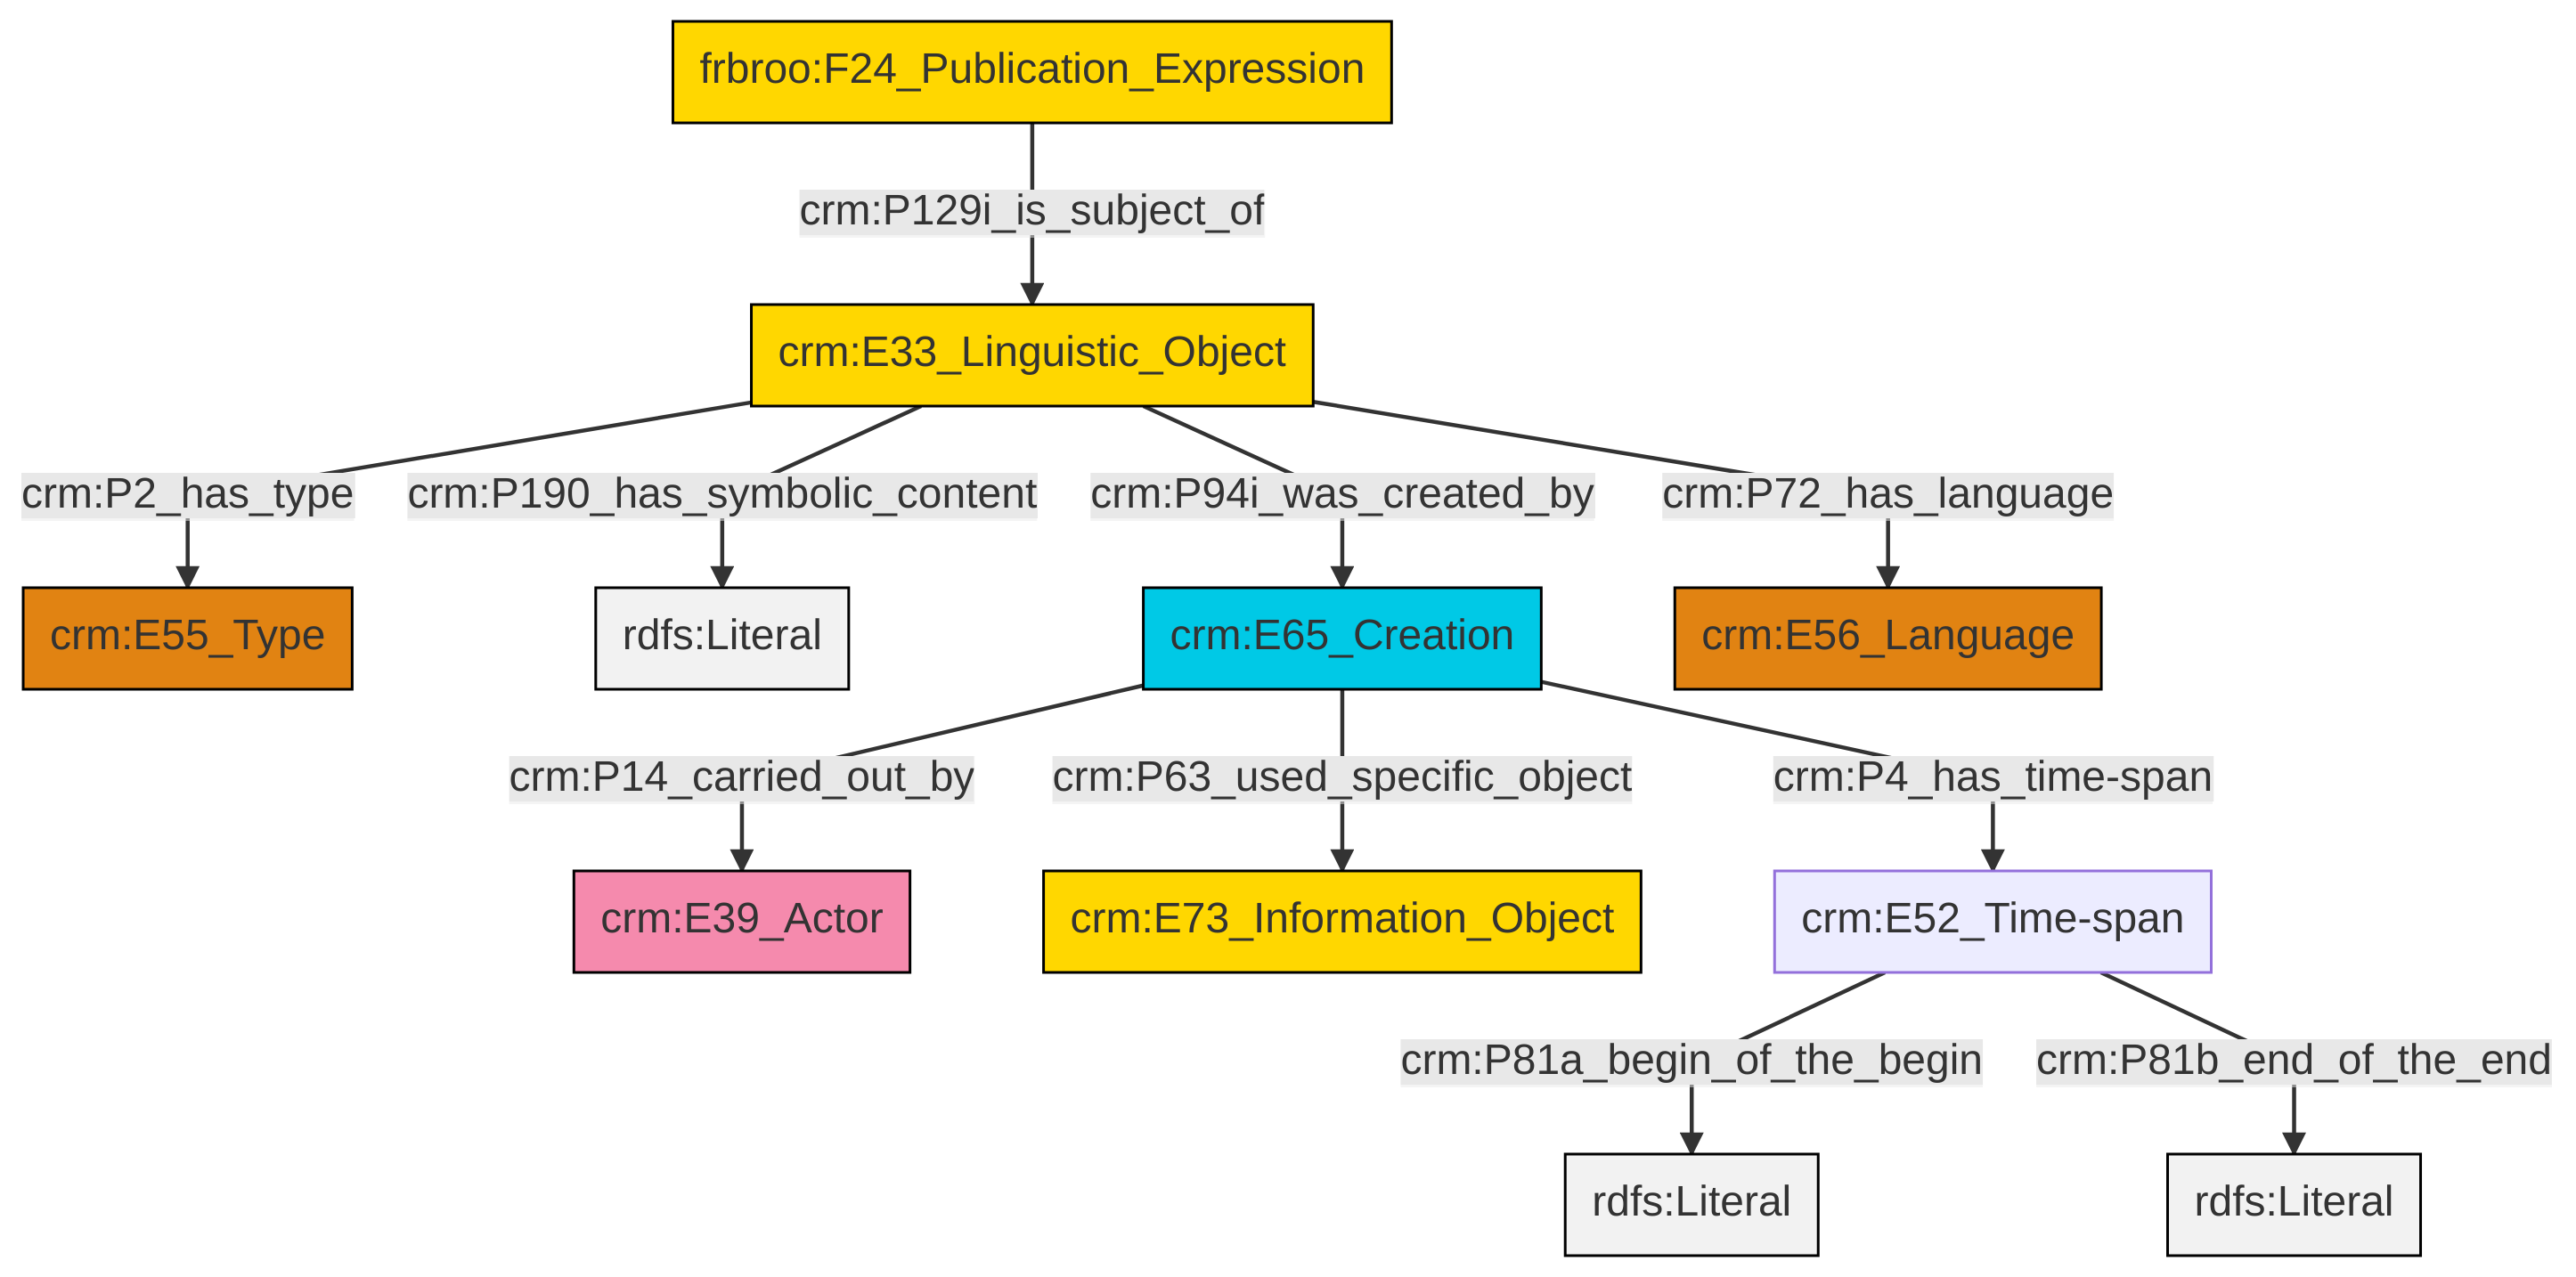 frbroo:F24_Publication_Expression
crm:P129i_is_subject_of
crm:E33_Linguistic_Object
crm:P2_has_type
crm:P190_has_symbolic_content
crm:P94i_was_created_by
crm:P72_has_language
crm:E55_Type
rdfs:Literal
crm:E65_Creation
crm:E56_Language
crm:P14_carried_out_by
crm:P63_used_specific_object
crm:P4_has_time-span
crm:E39_Actor
crm:E73_Information_Object
crm:E52_Time-span
crm:P81a_begin_of_the_begin
crm:P81b_end_of_the_end
rdfs:Literal
rdfs:Literal